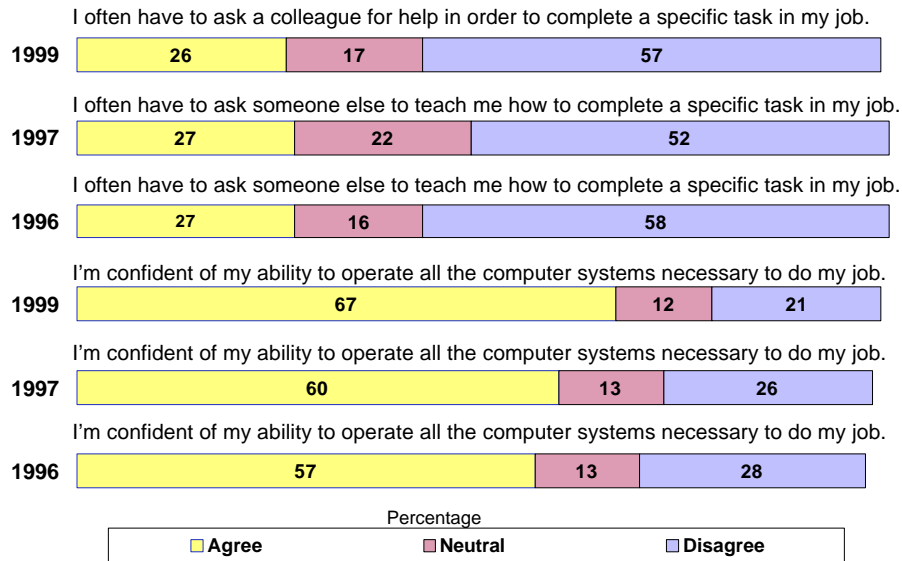 I often have to ask a colleague for help in order to complete a specific task in my job.
1999 26 17 57
I often have to ask someone else to teach me how to complete a specific task in my job.
1997 27 22 52
I often have to ask someone else to teach me how to complete a specific task in my job.
1996 27 16 58
I'm confident of my ability to operate all the computer systems necessary to do my job.
1999 67 12 21
I'm confident of my ability to operate all the computer systems necessary to do my job.
1997 60 13 26
I'm confident of my ability to operate all the computer systems necessary to do my job.
1996 57 13 28
Percentage
Agree Neutral Disagree